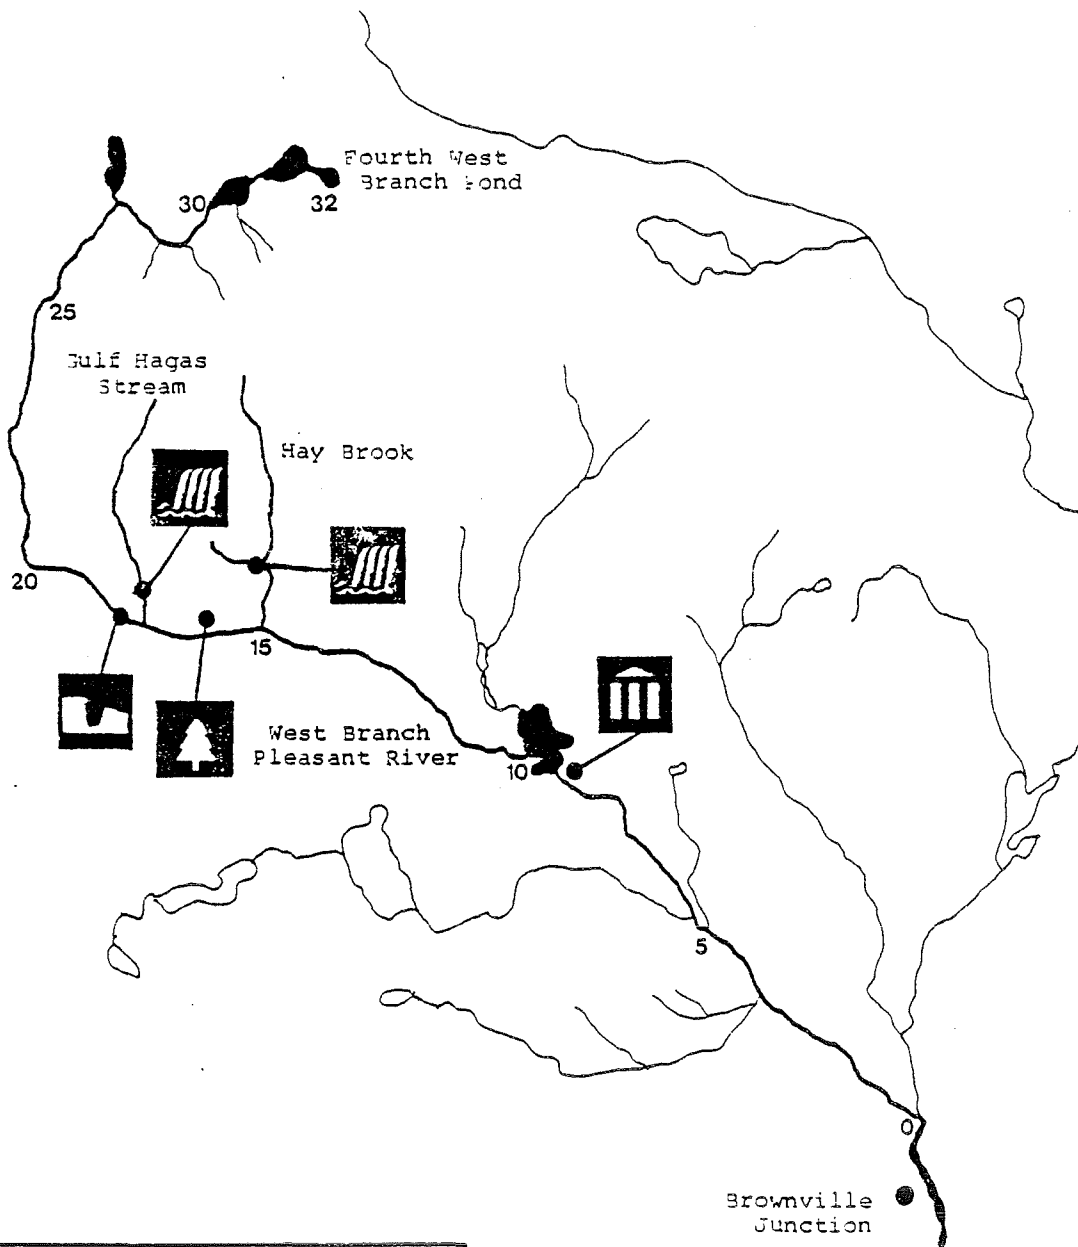 Fourth West
Branch Pond
30
32
25
Gulf Hagas
Stream
Hay Brook
20
15
West Branch
Pleasant River
10
5
0
Brownville
Junction